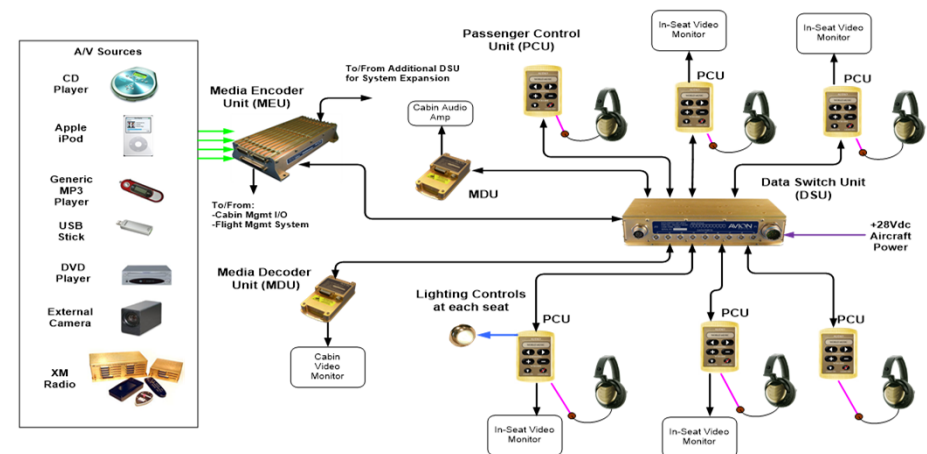 A/V Sources
CD
Player
Apple
iPod
Generic
MP3
Player
USB
Stick
DVD
Player
External
Camera
XM
Radio
Media Encoder
Unit (MEU)
To/From Additional DSU
for System Expansion
To/From:
-Cabin Mgmt I/O
-Flight Mgmt System
Cabin Audio
Amp
MDU
Passenger Control
Unit (PCU)
In-Seat Video
Monitor
PCU
In-Seat Video
Monitor
PCU
Data Switch Unit
(DSU)
AVION
+28Vdc
Aircraft
Power
Media Decoder
Unit (MDU)
Cabin
Video
Monitor
Lighting Controls
at each seat
PCU
In-Seat Video
Monitor
PCU
In-Seat Video
Monitor
PCU